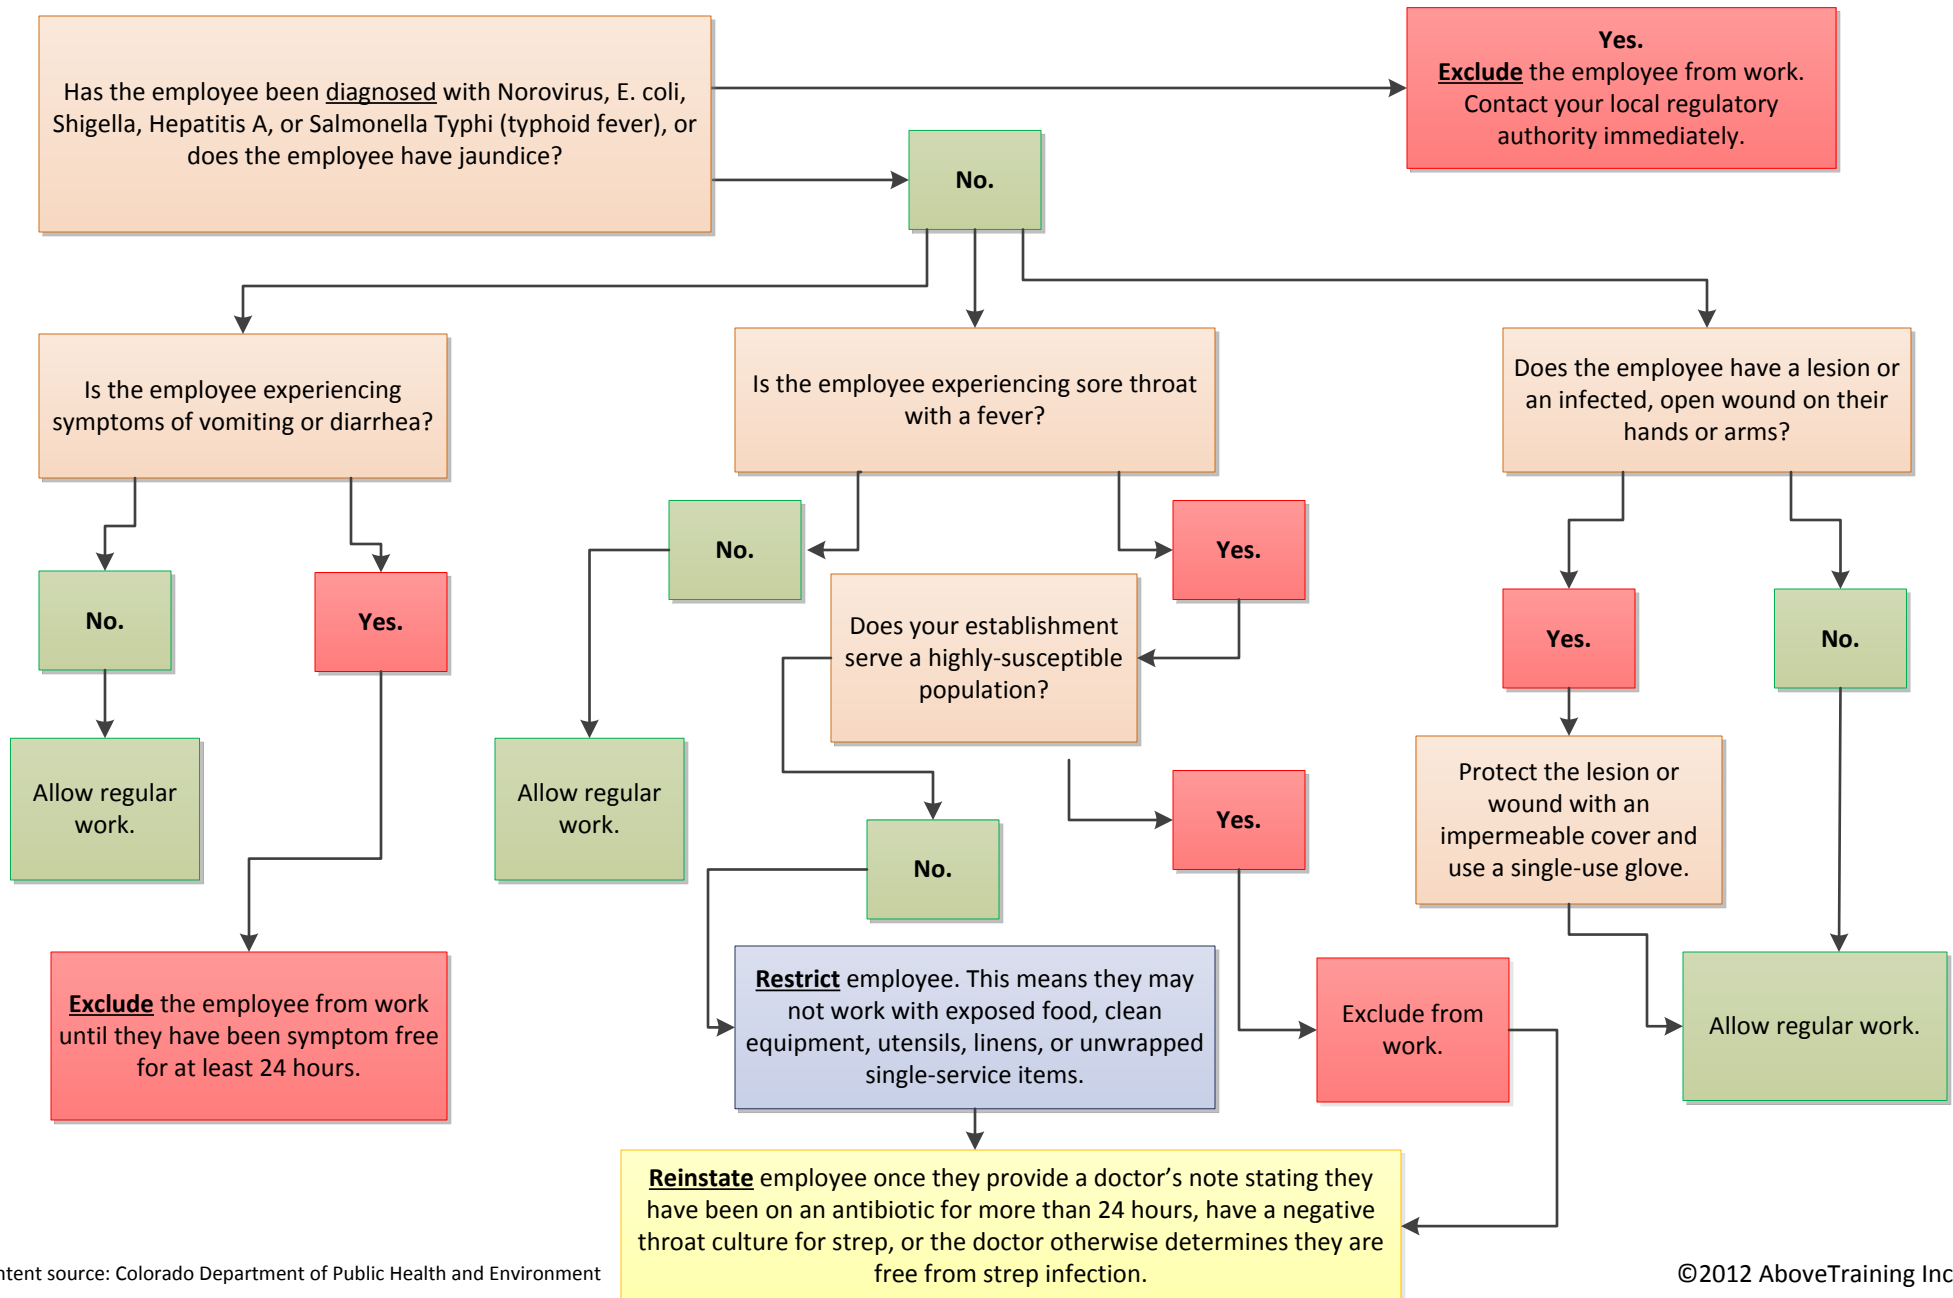 Has the employee been diagnosed with Norovirus, E. coli,
Shigella, Hepatitis A, or Salmonella Typhi (typhoid fever), or
does the employee have jaundice?
Yes.
Exclude the employee from work.
Contact your local regulatory
authority immediately.
No.
Is the employee experiencing
symptoms of vomiting or diarrhea?
Is the employee experiencing sore throat
with a fever?
Does the employee have a lesion or
an infected, open wound on their
hands or arms?
No.
Yes.
No.
Yes.
Yes.
No.
Does your establishment
serve a highly-susceptible
population?
Allow regular
work.
Allow regular
work.
Protect the lesion or
wound with an
impermeable cover and
use a single-use glove.
Yes.
No.
Exclude the employee from work
until they have been symptom free
for at least 24 hours.
Restrict employee. This means they may
not work with exposed food, clean
equipment, utensils, linens, or unwrapped
single-service items.
Exclude from
work.
Allow regular work.
Reinstate employee once they provide a doctor’s note stating they
have been on an antibiotic for more than 24 hours, have a negative
throat culture for strep, or the doctor otherwise determines they are
free from strep infection.
ntent source: Colorado Department of Public Health and Environment
©2012 AboveTraining Inc